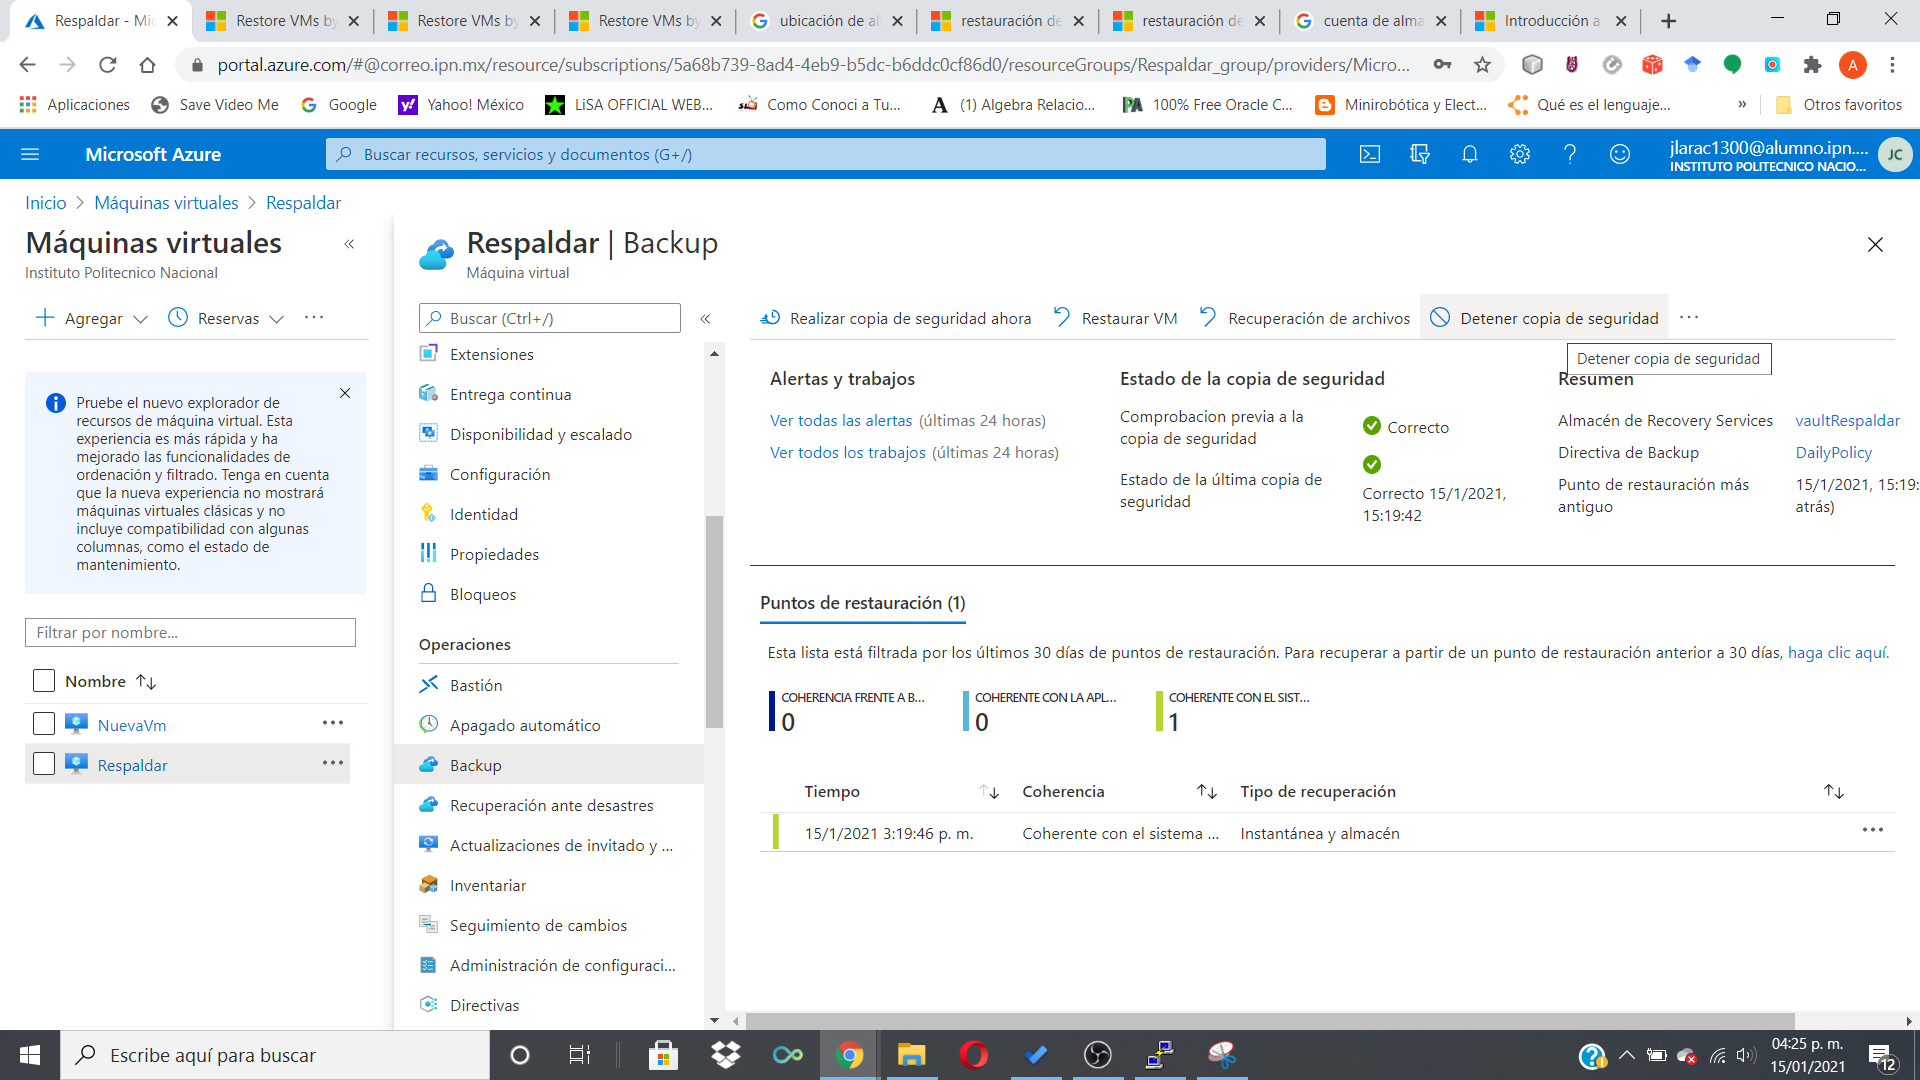 Respaldar - Mic
Restore VMs by
Restore VMs by
Restore VMs by
ubicación de al
restauración de
restauración de
cuenta de alma
Introducción a
portal.azure.com/#@correo.ipn.mx/resource/subscriptions/5a68b739-8ad4-4eb9-b5dc-b6ddc0cf86d0/resourceGroups/Respaldar_group/providers/Micro...
A
Aplicaciones
Save Video Me
Google
Yahoo! México
LiSA OFFICIAL WEB...
Como Conoci a Tu...
(1) Algebra Relacio...
100% Free Oracle C...
Minirobótica y Elect...
Qué es el lenguaje...
»
Otros favoritos
Microsoft Azure
Buscar recursos, servicios y documentos (G+/)
jlarac1300@alumno.ipn....
INSTITUTO POLITECNICO NACIO...
JC
Inicio > Máquinas virtuales > Respaldar
Máquinas virtuales
Instituto Politecnico Nacional
Agregar
Reservas
Pruebe el nuevo explorador de
recursos de máquina virtual. Esta
experiencia es más rápida y ha
mejorado las funcionalidades de
ordenación y filtrado. Tenga en cuenta
que la nueva experiencia no mostrará
máquinas virtuales clásicas y no
incluye compatibilidad con algunas
columnas, como el estado de
mantenimiento.
Filtrar por nombre...
Nombre
NuevaVm
Respaldar
Respaldar | Backup
Máquina virtual
Buscar (Ctrl+/)
Extensiones
Entrega continua
Disponibilidad y escalado
Configuración
Identidad
Propiedades
Bloqueos
Operaciones
Bastión
Apagado automático
Backup
Recuperación ante desastres
Actualizaciones de invitado y ...
Inventariar
Seguimiento de cambios
Administración de configuraci...
Directivas
Realizar copia de seguridad ahora
Restaurar VM
Recuperación de archivos
Detener copia de seguridad
Detener copia de seguridad
Alertas y trabajos
Ver todas las alertas (últimas 24 horas)
Ver todos los trabajos (últimas 24 horas)
Estado de la copia de seguridad
Comprobacion previa a la
copia de seguridad
Correcto
Estado de la última copia de
seguridad
Correcto 15/1/2021,
15:19:42
Resumen
Almacén de Recovery Services
vaultRespaldar
Directiva de Backup
DailyPolicy
Punto de restauración más
antiguo
15/1/2021, 15:19:
atrás)
Puntos de restauración (1)
Esta lista está filtrada por los últimos 30 días de puntos de restauración. Para recuperar a partir de un punto de restauración anterior a 30 días, haga clic aquí.
COHERENCIA FRENTE A B...
0
COHERENTE CON LA APL...
0
COHERENTE CON EL SIST...
1
Tiempo
Coherencia
Tipo de recuperación
15/1/2021 3:19:46 p. m.
Coherente con el sistema ...
Instantánea y almacén
Escribe aquí para buscar
04:25 p. m.
15/01/2021
12